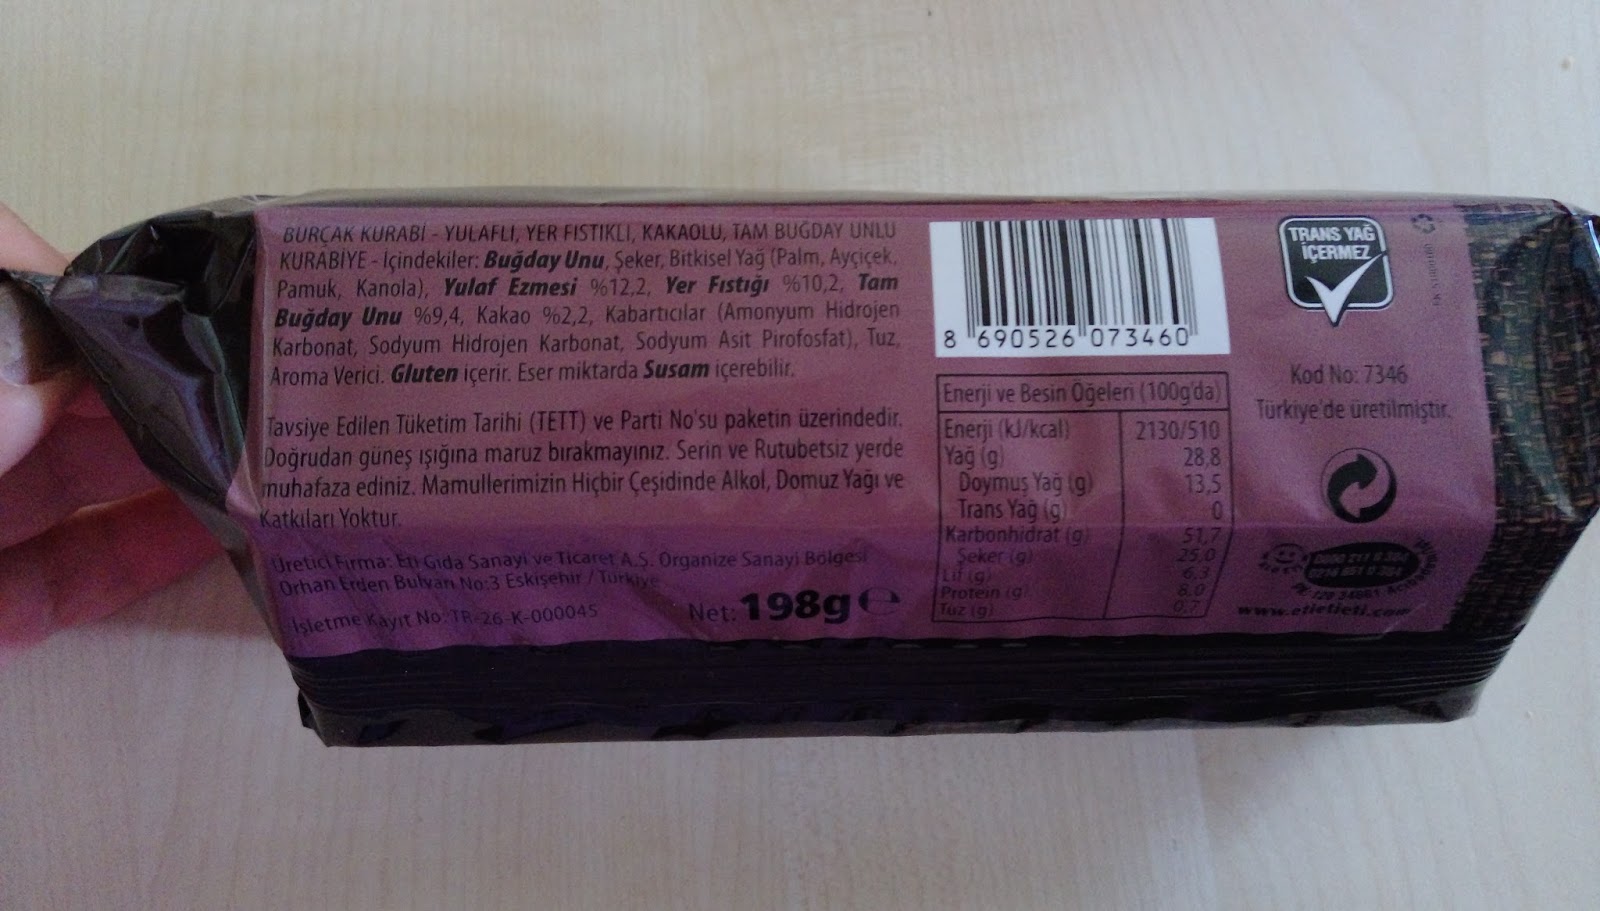 BURÇAK KURABİ - YULAFLI, YER FISTIKLI, KAKAOLU, TAM BUĞDAY UNLU
KURABİYE - İçindekiler: Buğday Unu, Şeker, Bitkisel Yağ (Palm, Ayçiçek,
Pamuk, Kanola), Yulaf Ezmesi %12,2, Yer Fıstığı %10,2, Tam
Buğday Unu %9,4, Kakao %2,2, Kabartıcılar (Amonyum Hidrojen
Karbonat, Sodyum Hidrojen Karbonat, Sodyum Asit Pirofosfat), Tuz,
Aroma Verici. Gluten içerir. Eser miktarda Susam içerebilir.
Tavsiye Edilen Tüketim Tarihi (TETT) ve Parti No'su paketin üzerindedir.
Doğrudan güneş ışığına maruz bırakmayınız. Serin ve Rutubetsiz yerde
muhafaza ediniz. Mamullerimizin Hiçbir Çeşidinde Alkol, Domuz Yağı ve
Katkıları Yoktur.
Üretici Firma: Eti Gıda Sanayi ve Ticaret A.Ş. Organize Sanayi Bölgesi
Orhan Erden Bulvarı No:3 Eskişehir / Türkiye
İşletme Kayıt No: TR-26-K-000045
Net: 198g e
8 690526 073460
Enerji ve Besin Öğeleri (100g'da)
Enerji (kJ/kcal) 2130/510
Yağ (g) 28,8
Doymuş Yağ (g) 13,5
Trans Yağ (g) 0
Karbonhidrat (g) 51,7
Şeker (g) 25,0
Lif (g) 6,3
Protein (g) 8,0
Tuz (g) 0,7
TRANS YAĞ
İÇERMEZ
Kod No: 7346
Türkiye'de üretilmiştir.
www.etietieti.com